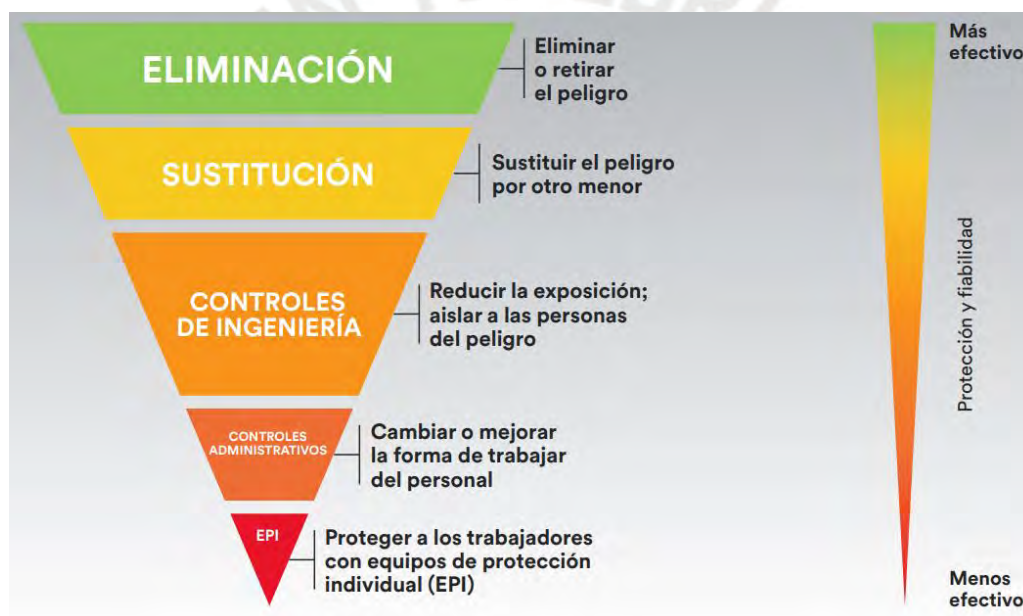 ELIMINACIÓN
Eliminar
o retirar
el peligro
SUSTITUCIÓN
Sustituir el peligro
por otro menor
CONTROLES
DE INGENIERÍA
Reducir la exposición;
aislar a las personas
del peligro
CONTROLES
ADMINISTRATIVOS
Cambiar o mejorar
la forma de trabajar
del personal
EPI
Proteger a los trabajadores
con equipos de protección
individual (EPI)
Más
efectivo
Protección y fiabilidad
Menos
efectivo